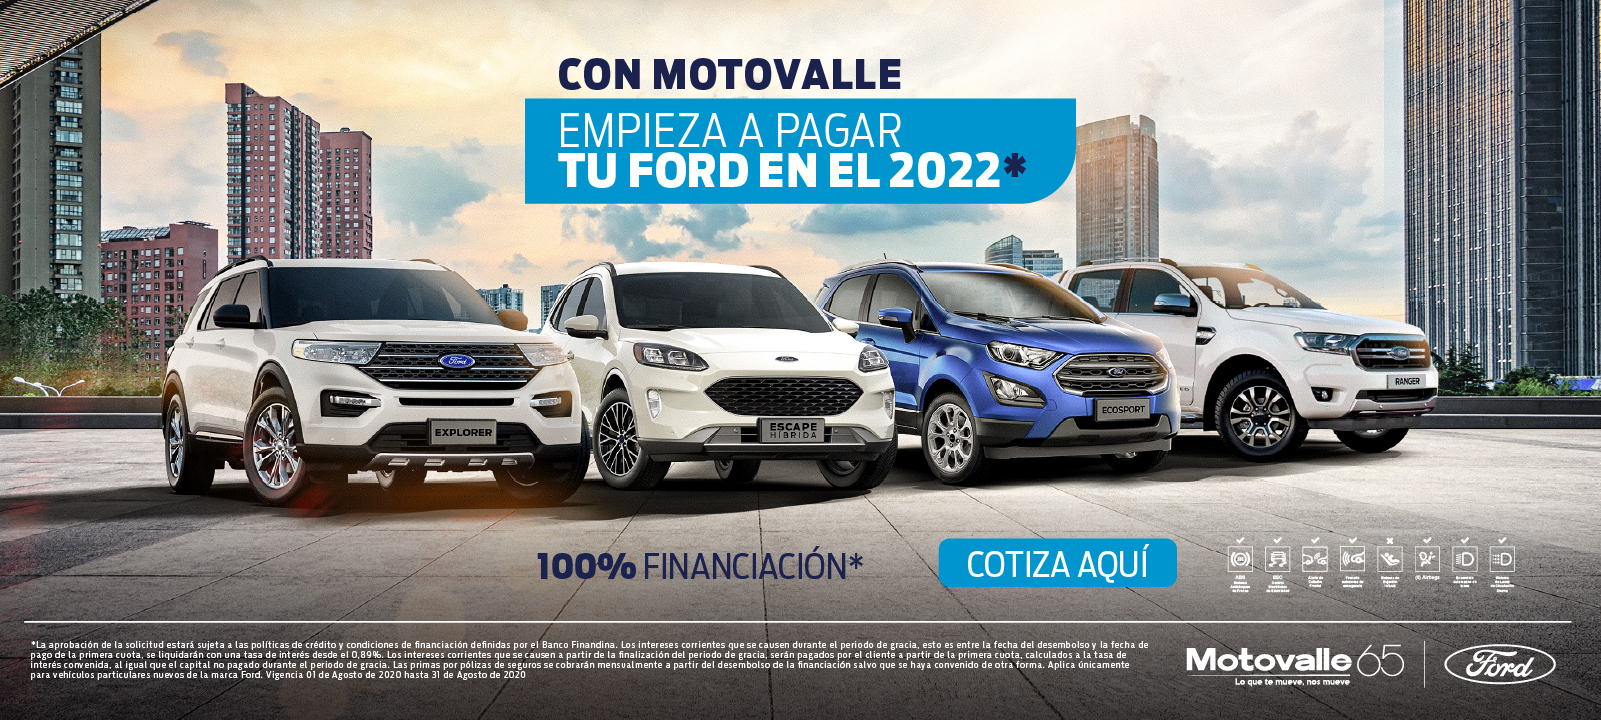 CON MOTOVALLE
EMPIEZA A PAGAR
TU FORD EN EL 2022*
Ford
EXPLORER
ESCAPE
HÍBRIDA
ECOSPORT
RANGER
100% FINANCIACIÓN*
COTIZA AQUÍ
ABS
ESC
(6) Airbags
*La aprobación de la solicitud estará sujeta a las políticas de crédito y condiciones de financiación definidas por el Banco Finandina. Los intereses corrientes que se causen durante el periodo de gracia, esto es entre la fecha del desembolso y la fecha de
pago de la primera cuota, se liquidarán con una tasa de interés desde el 0,89%. Los intereses corrientes que se causen a partir de la finalización del periodo de gracia, serán pagados por el cliente a partir de la primera cuota, calculados a la tasa de
interés convenida, al igual que el capital no pagado durante el periodo de gracia. Las primas por pólizas de seguros se cobrarán mensualmente a partir del desembolso de la financiación salvo que se haya convenido de otra forma. Aplica únicamente
para vehículos particulares nuevos de la marca Ford. Vigencia 01 de Agosto de 2020 hasta 31 de Agosto de 2020
Motovalle 65
Lo que te mueve, nos mueve
Ford